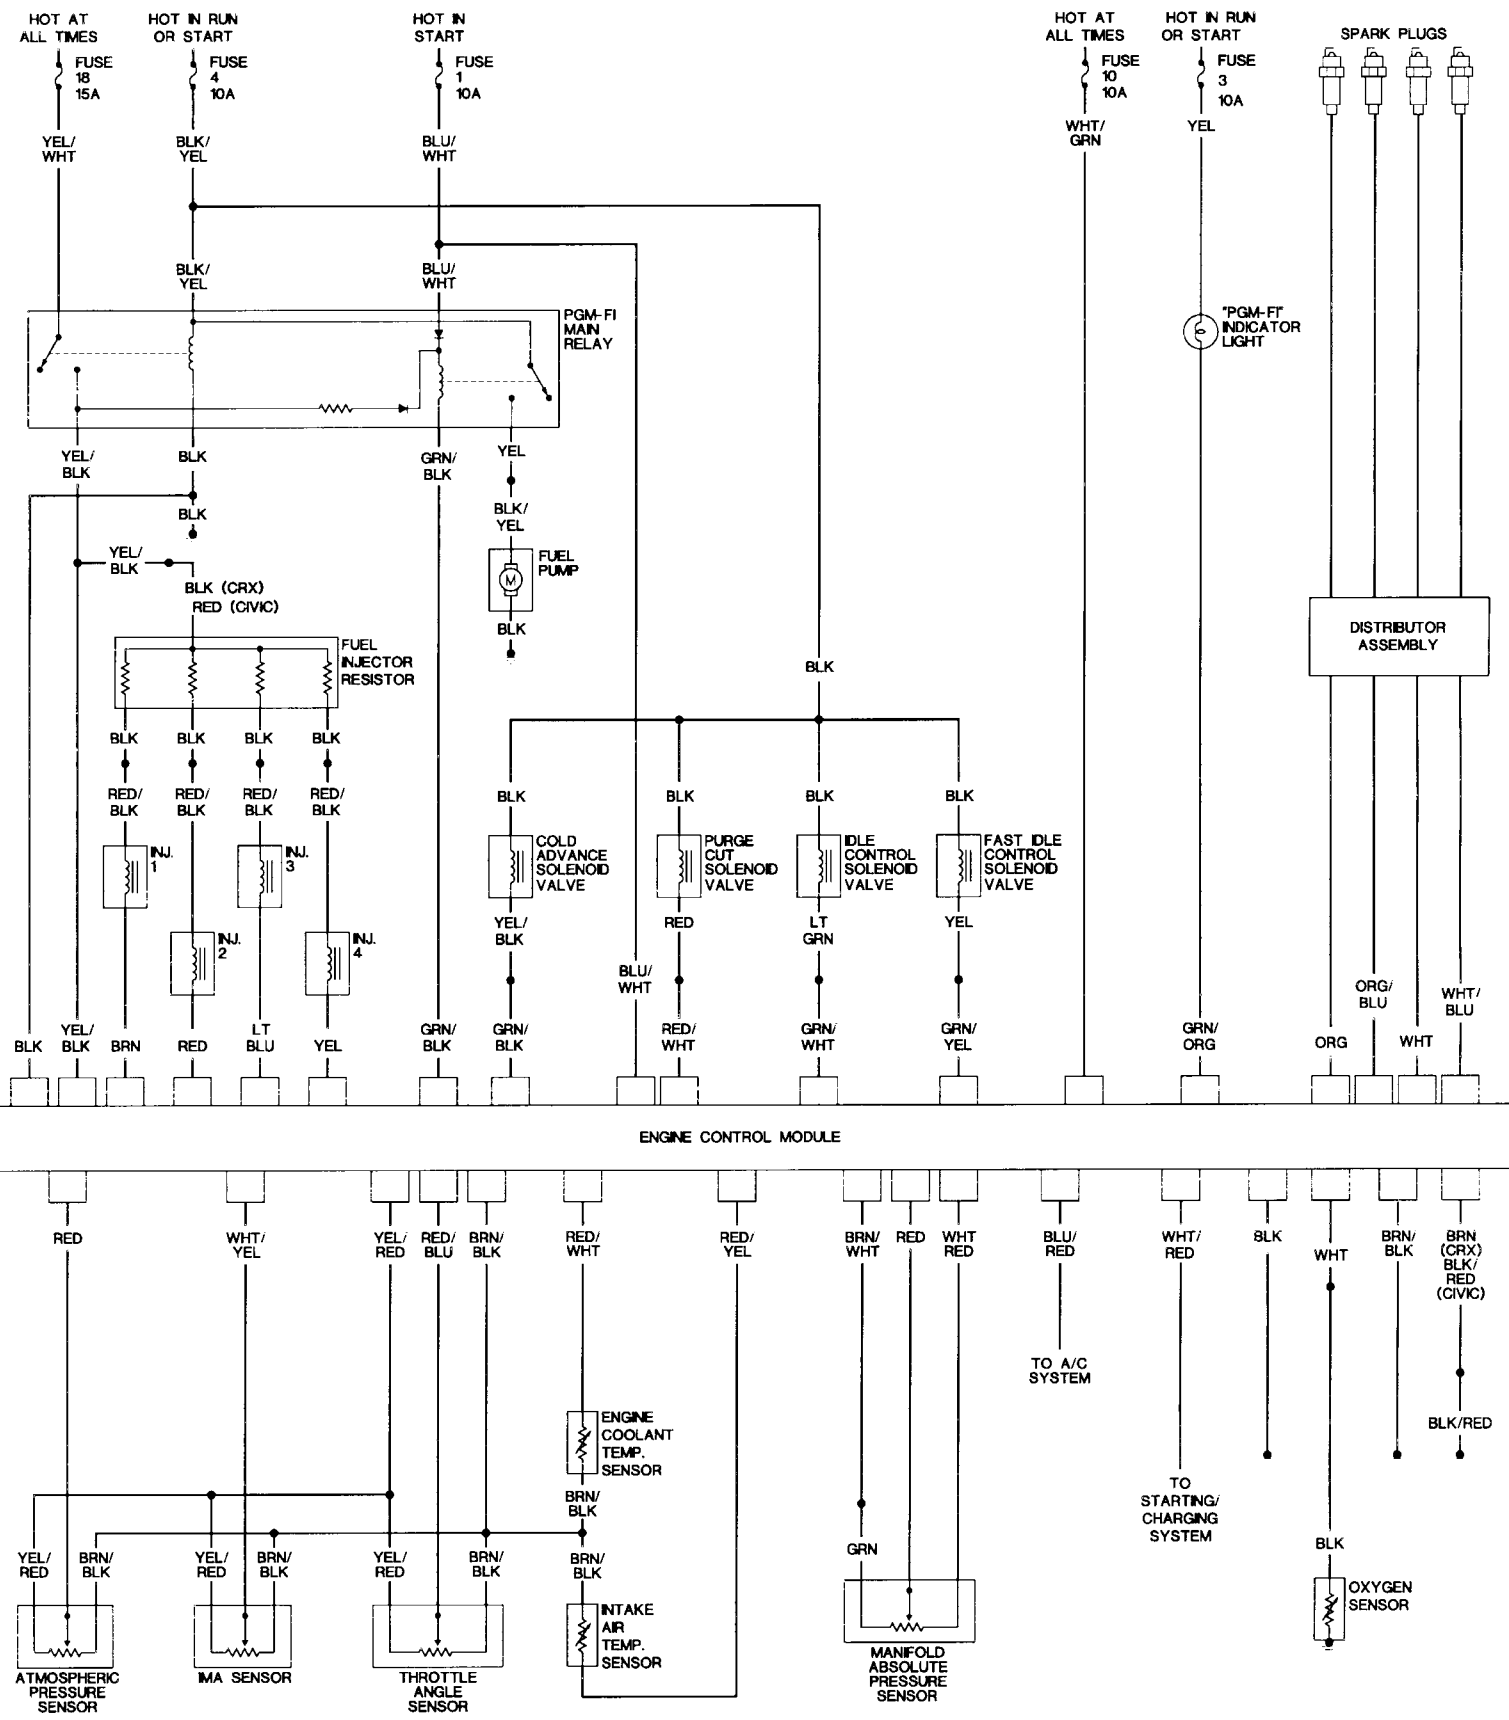 HOT AT
ALL TIMES
HOT IN RUN
OR START
HOT IN
START
HOT AT
ALL TIMES
HOT IN RUN
OR START
SPARK PLUGS
FUSE
18
15A
FUSE
4
10A
FUSE
1
10A
FUSE
10
10A
FUSE
3
10A
YEL/
WHT
BLK/
YEL
BLU/
WHT
WHT/
GRN
YEL
BLK/
YEL
BLU/
WHT
PGM-FI
MAIN
RELAY
"PGM-FI"
INDICATOR
LIGHT
YEL/
BLK
BLK
GRN/
BLK
YEL
BLK
BLK/
YEL
YEL/
BLK
FUEL
PUMP
M
BLK (CRX)
RED (CIVIC)
BLK
DISTRIBUTOR
ASSEMBLY
FUEL
INJECTOR
RESISTOR
BLK
BLK
BLK
BLK
BLK
RED/
BLK
RED/
BLK
RED/
BLK
RED/
BLK
BLK
BLK
BLK
BLK
INJ.
1
INJ.
3
COLD
ADVANCE
SOLENOID
VALVE
PURGE
CUT
SOLENOID
VALVE
IDLE
CONTROL
SOLENOID
VALVE
FAST IDLE
CONTROL
SOLENOID
VALVE
INJ.
2
INJ.
4
YEL/
BLK
RED
LT
GRN
YEL
BLU/
WHT
ORG/
BLU
WHT/
BLU
BLK
YEL/
BLK
BRN
RED
LT
BLU
YEL
GRN/
BLK
GRN/
BLK
RED/
WHT
GRN/
WHT
GRN/
YEL
GRN/
ORG
ORG
WHT
ENGINE CONTROL MODULE
RED
WHT/
YEL
YEL/
RED
RED/
BLU
BRN/
BLK
RED/
WHT
RED/
YEL
BRN/
WHT
RED
WHT
RED
BLU/
RED
WHT/
RED
BLK
WHT
BRN/
BLK
BRN
(CRX)
BLK/
RED
(CIVIC)
TO A/C
SYSTEM
BLK/RED
ENGINE
COOLANT
TEMP.
SENSOR
TO
STARTING/
CHARGING
SYSTEM
BRN/
BLK
YEL/
RED
BRN/
BLK
YEL/
RED
BRN/
BLK
YEL/
RED
BRN/
BLK
BRN/
BLK
GRN
BLK
INTAKE
AIR
TEMP.
SENSOR
OXYGEN
SENSOR
ATMOSPHERIC
PRESSURE
SENSOR
IMA SENSOR
THROTTLE
ANGLE
SENSOR
MANIFOLD
ABSOLUTE
PRESSURE
SENSOR